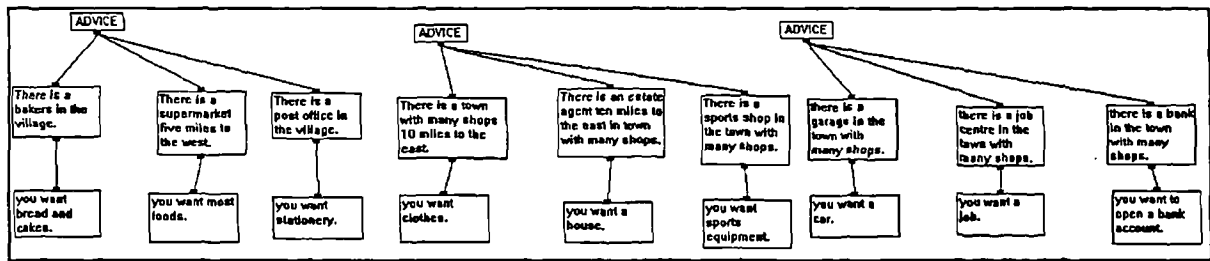 ADVICE
ADVICE
ADVICE
There is a
bakers in the
village.
There is a
supermarket
five miles to
the west.
There is a
post office in
the village.
There is a town
with many shops
10 miles to the
east.
There is an estate
agent ten miles to
the east in town
with many shops.
There is a
sports shop in
the town with
many shops.
there is a
garage in the
town with
many shops.
there is a job
centre in the
town with
many shops.
there is a bank
in the town
with many
shops.
you want
bread and
cakes.
you want most
foods.
you want
stationery.
you want
clothes.
you want a
house.
you want
sports
equipment.
you want a
car.
you want a
job.
you want to
open a bank
account.